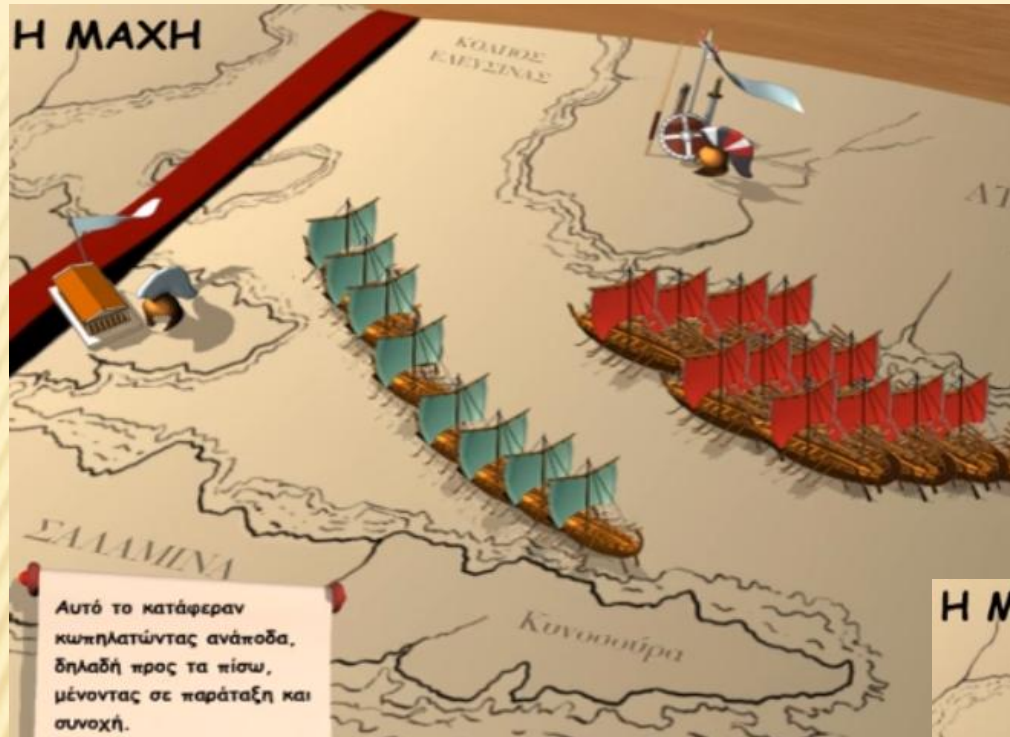 Η ΜΑΧΗ
ΚΟΛΠΟΣ
ΕΛΕΥΣΙΝΑΣ
ΑΤ
ΣΑΛΑΜΙΝΑ
Κυνοσούρα
Αυτό το κατάφεραν
κωπηλατώντας ανάποδα,
δηλαδή προς τα πίσω,
μένοντας σε παράταξη και
συνοχή.
Η Μ